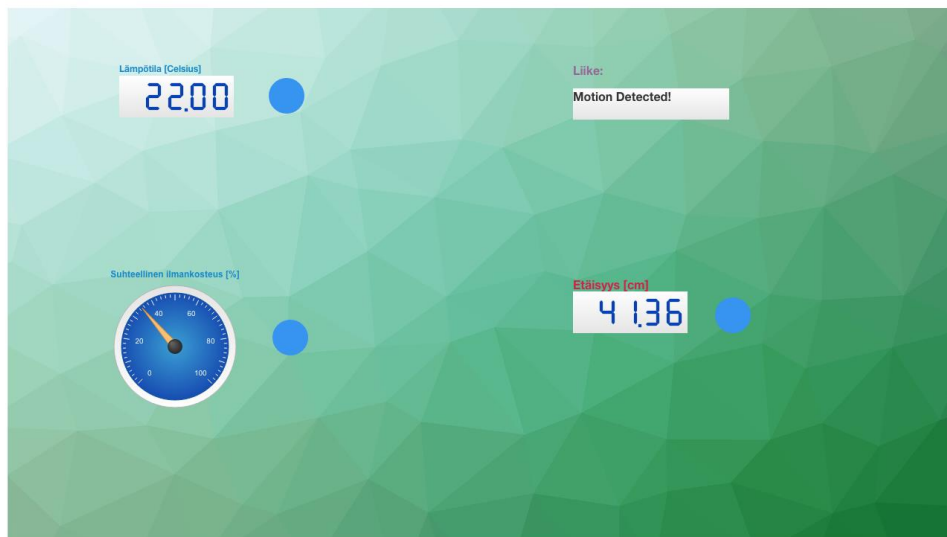 Lämpötila [Celsius]
22.00
Liike:
Motion Detected!
Suhteellinen ilmankosteus [%]
0
20
40
60
80
100
Etäisyys [cm]
41.36